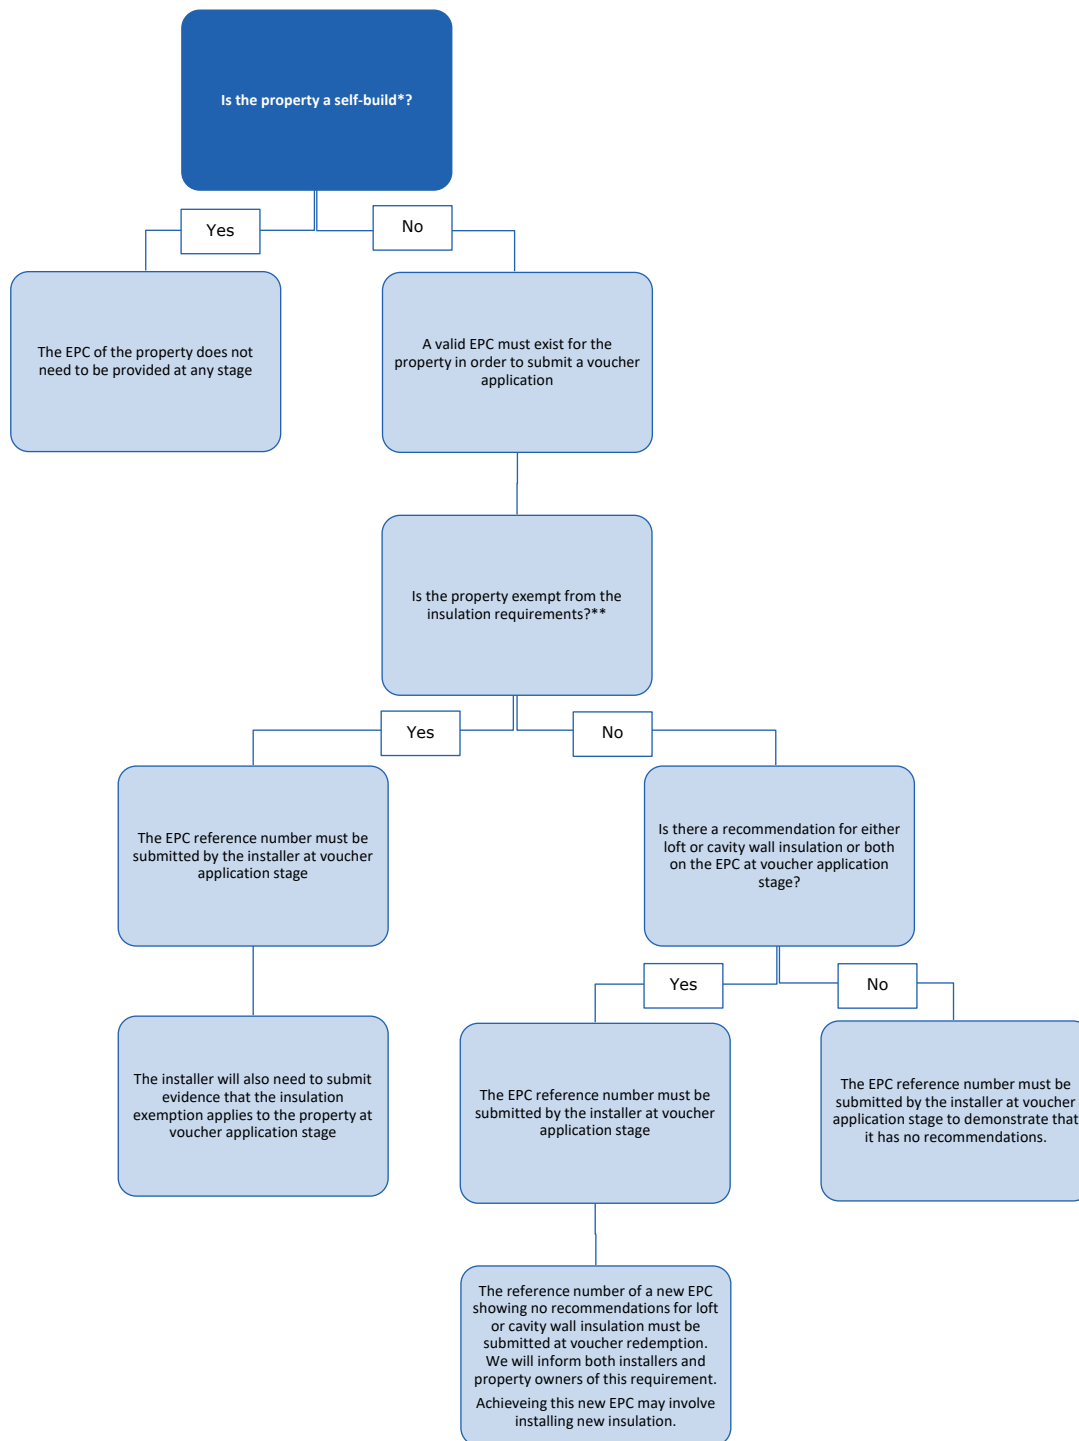 Is the property a self-build*?
Yes
No
The EPC of the property does not
need to be provided at any stage
A valid EPC must exist for the
property in order to submit a voucher
application
Is the property exempt from the
insulation requirements?**
Yes
No
The EPC reference number must be
submitted by the installer at voucher
application stage
Is there a recommendation for either
loft or cavity wall insulation or both
on the EPC at voucher application
stage?
Yes
No
The installer will also need to submit
evidence that the insulation
exemption applies to the property at
voucher application stage
The EPC reference number must be
submitted by the installer at voucher
application stage
The EPC reference number must be
submitted by the installer at voucher
application stage to demonstrate that
it has no recommendations.
The reference number of a new EPC
showing no recommendations for loft
or cavity wall insulation must be
submitted at voucher redemption.
We will inform both installers and
property owners of this requirement.
Achieveing this new EPC may involve
installing new insulation.